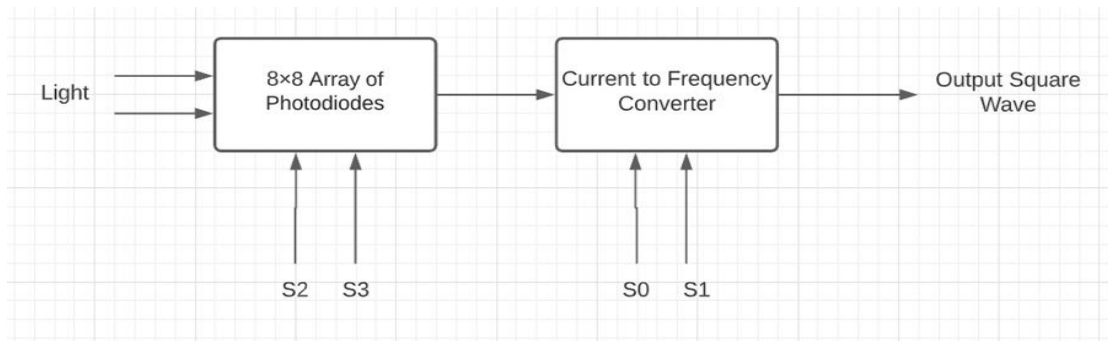 Light
8×8 Array of
Photodiodes
Current to Frequency
Converter
Output Square
Wave
S2
S3
S0
S1